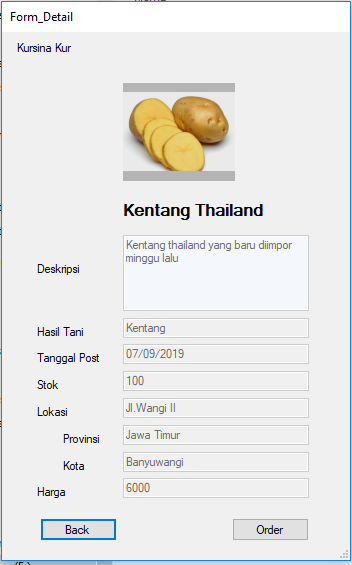 Form_Detail
Kursina Kur
Kentang Thailand
Deskripsi
Kentang thailand yang baru diimpor
minggu lalu
Hasil Tani
Kentang
Tanggal Post
07/09/2019
Stok
100
Lokasi
Jl.Wangi II
Provinsi
Jawa Timur
Kota
Banyuwangi
Harga
6000
Back
Order